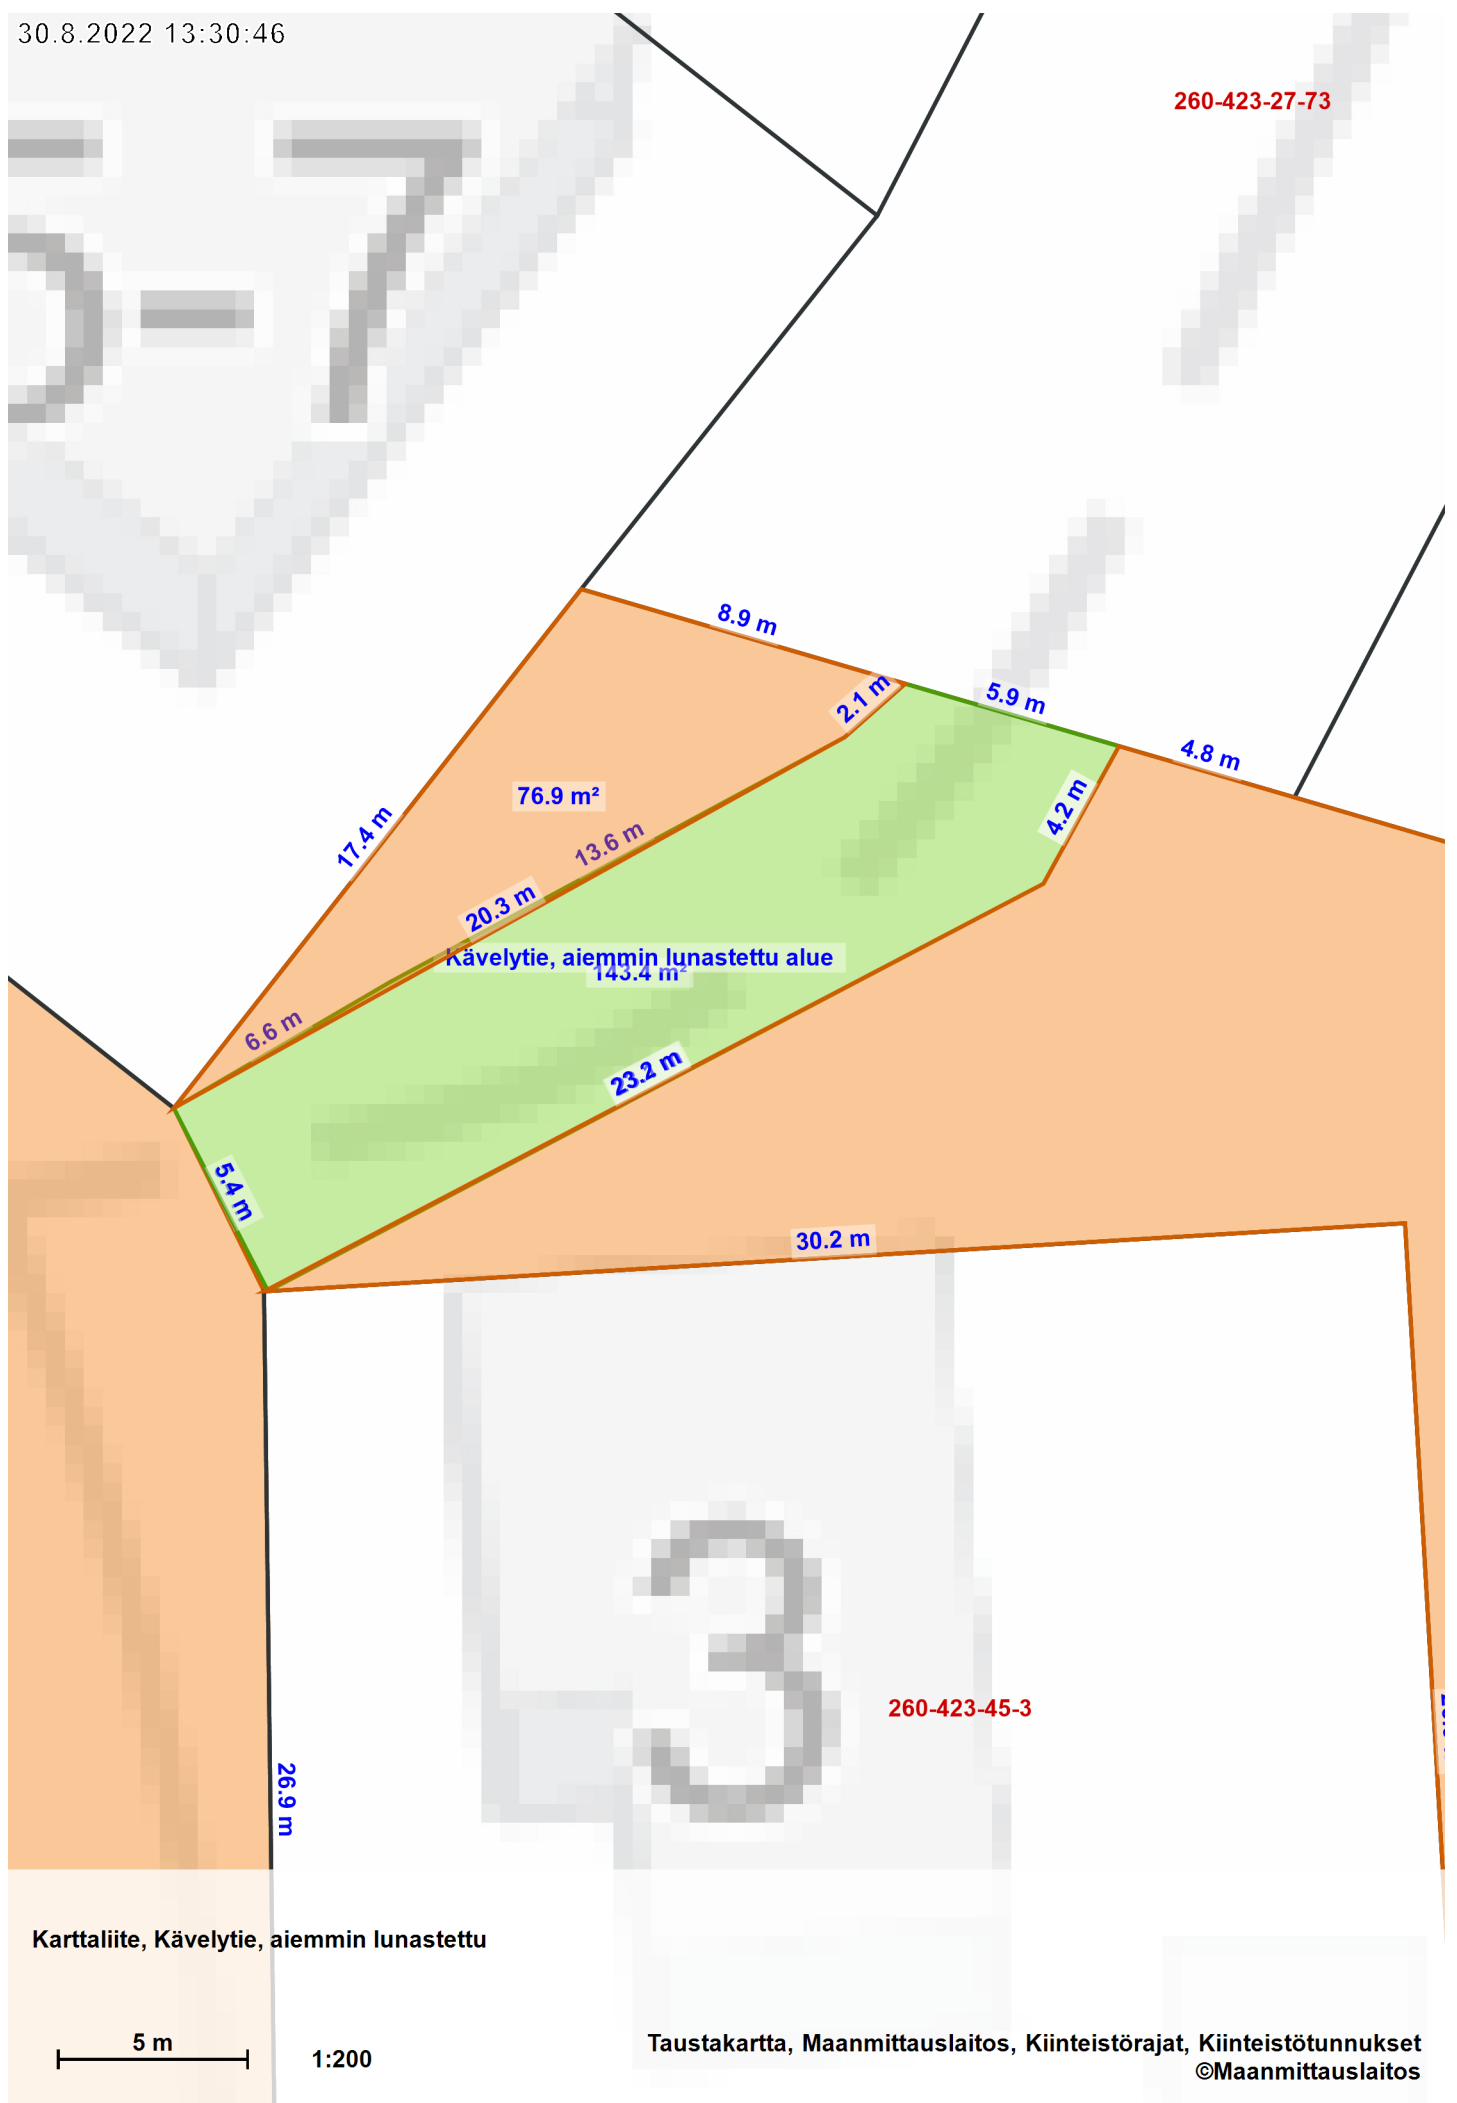 30.8.2022 13:30:46
260-423-27-73
7
-7
8.9 m
2.1 m
5.9 m
4.8 m
4.2 m
76.9 m²
17.4 m
13.6 m
20.3 m
Kävelytie, aiemmin lunastettu alue
143.4 m²
6.6 m
23.2 m
5.4 m
30.2 m
3
260-423-45-3
26.9 m
Karttaliite, Kävelytie, aiemmin lunastettu
5 m
1:200
Taustakartta, Maanmittauslaitos, Kiinteistörajat, Kiinteistötunnukset
©Maanmittauslaitos